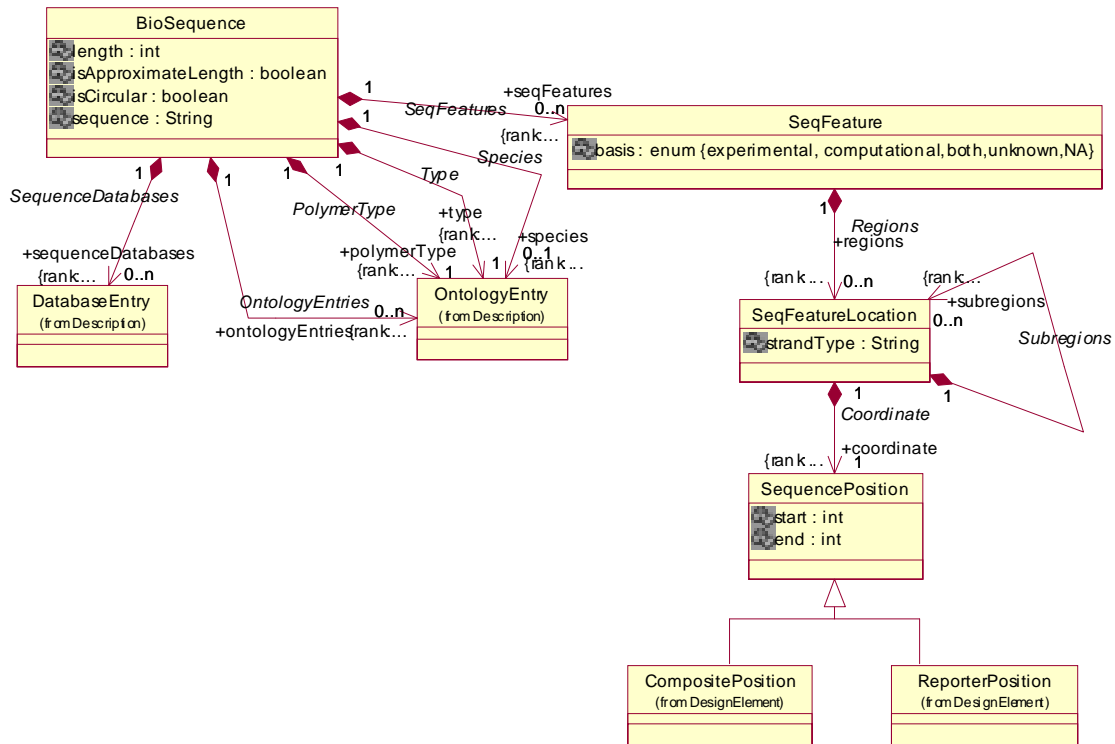 BioSequence
length : int
isApproximateLength : boolean
isCircular : boolean
sequence : String
1
SeqFeatures
+seqFeatures
0..n
{rank:...
1
Species
+species
0..1
{rank...
1
Type
+type
{rank:...
1
1
PolymerType
+polymerType
{rank:...
1
1
OntologyEntries
0..n
+ontologyEntries
{rank:...
1
SequenceDatabases
+sequenceDatabases
{rank:...
0..n
DatabaseEntry
(from Description)
OntologyEntry
(from Description)
SeqFeature
basis : enum {experimental, computational,both,unknown,NA}
1
Regions
+regions
{rank:...
0..n
{rank:...
+subregions
0..n
Subregions
1
SeqFeatureLocation
strandType : String
1
Coordinate
+coordinate
{rank...
1
SequencePosition
start : int
end : int
CompositePosition
(from DesignElement)
ReporterPosition
(from DesignElement)